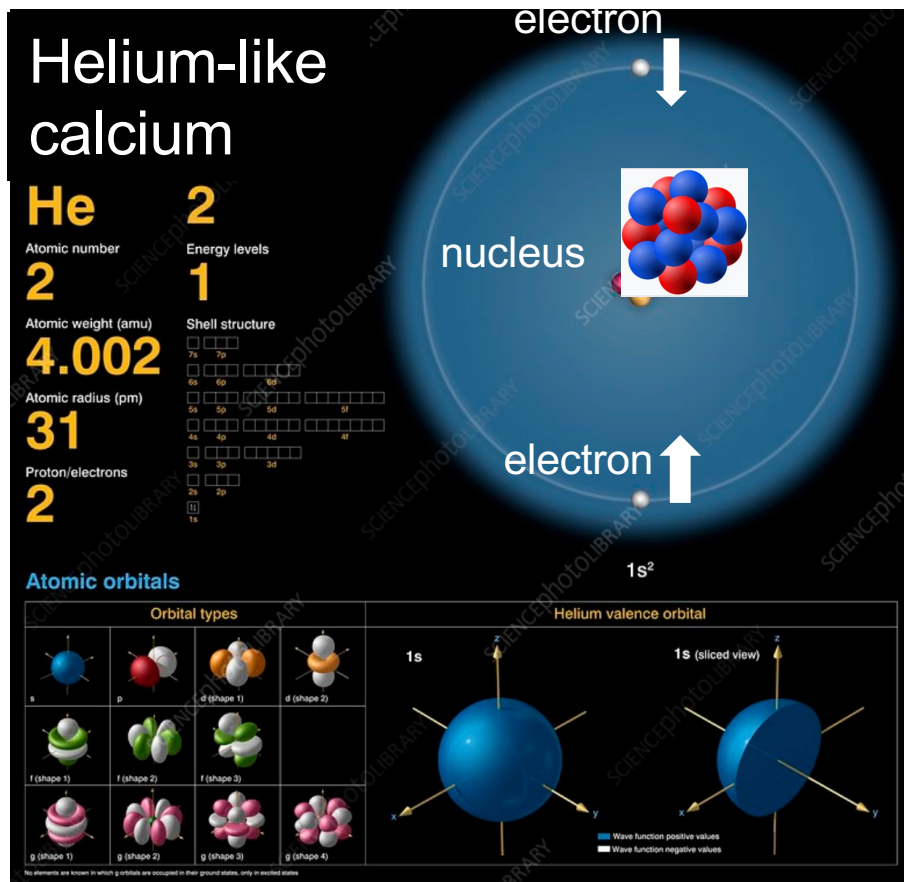 electron
Helium-like
calcium
He 2
Atomic number Energy levels
2 1
Atomic weight (amu) Shell structure
4.002
7s 7p
6s 6p 6d
Atomic radius (pm)
31
5s 5p 5d 5f
4s 4p 4d 4f
3s 3p 3d
Proton/electrons
2
2s 2p
1s
nucleus
electron
1s²
Atomic orbitals
Orbital types
s
p
d (shape 1)
d (shape 2)
f (shape 1)
f (shape 2)
f (shape 3)
g (shape 1)
g (shape 2)
g (shape 3)
g (shape 4)
Helium valence orbital
1s
z
x
y
1s (sliced view)
z
x
y
Wave function positive values
Wave function negative values
No elements are known in which g orbitals are occupied in their ground states, only in excited states
SCIENCEphotoLIBRARY